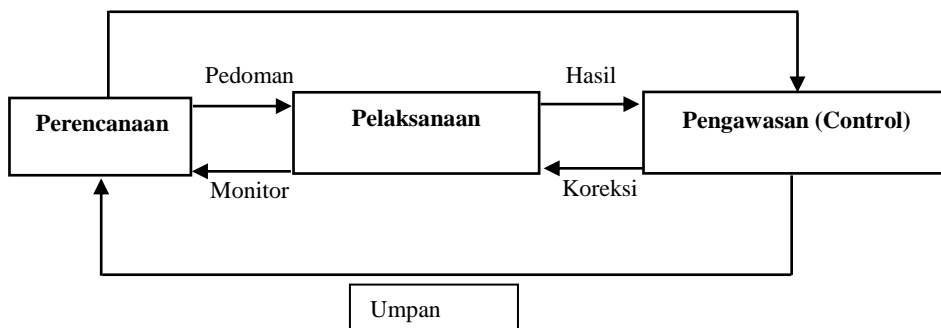 Pedoman
Hasil
Perencanaan
Pelaksanaan
Pengawasan (Control)
Monitor
Koreksi
Umpan